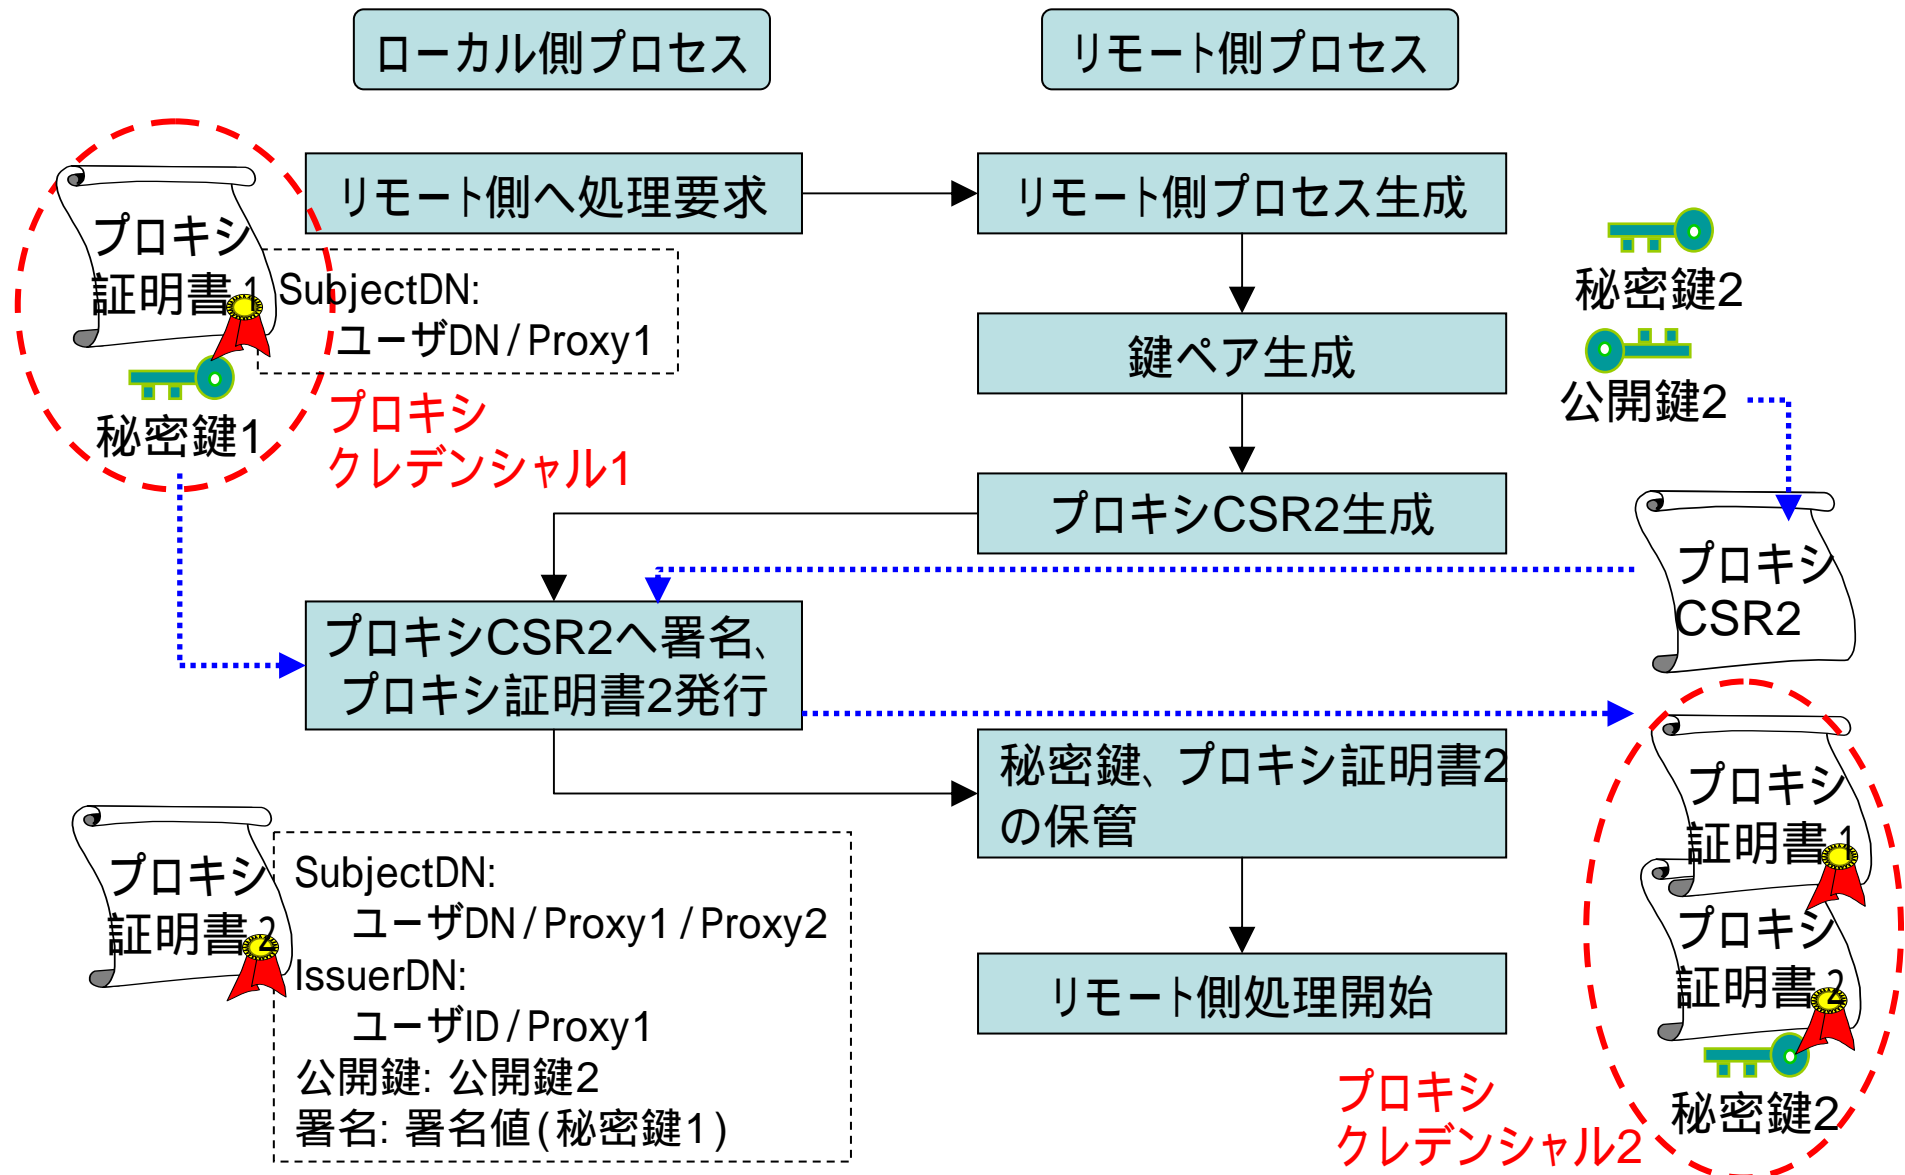 ローカル側プロセス
リモート側プロセス
リモート側へ処理要求
リモート側プロセス生成
プロキシ
証明書1
SubjectDN:
ユーザDN/Proxy1
秘密鍵1
プロキシ
クレデンシャル1
鍵ペア生成
秘密鍵2
公開鍵2
プロキシCSR2生成
プロキシ
CSR2
プロキシCSR2へ署名、
プロキシ証明書2発行
秘密鍵、プロキシ証明書2
の保管
プロキシ
証明書2
SubjectDN:
ユーザDN/Proxy1/Proxy2
IssuerDN:
ユーザID/Proxy1
公開鍵: 公開鍵2
署名: 署名値(秘密鍵1)
リモート側処理開始
プロキシ
証明書1
プロキシ
証明書2
秘密鍵2
プロキシ
クレデンシャル2